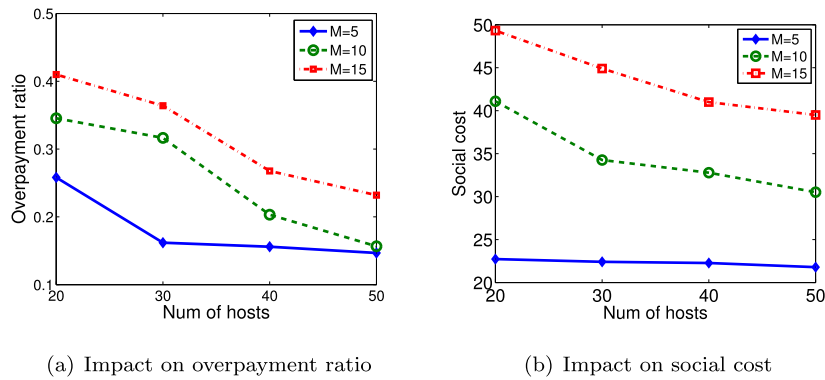 0.5
0.4
0.3
0.2
0.1
Overpayment ratio
M=5
M=10
M=15
20 30 40 50
Num of hosts
(a) Impact on overpayment ratio
50
45
40
35
30
25
20
Social cost
M=5
M=10
M=15
20 30 40 50
Num of hosts
(b) Impact on social cost